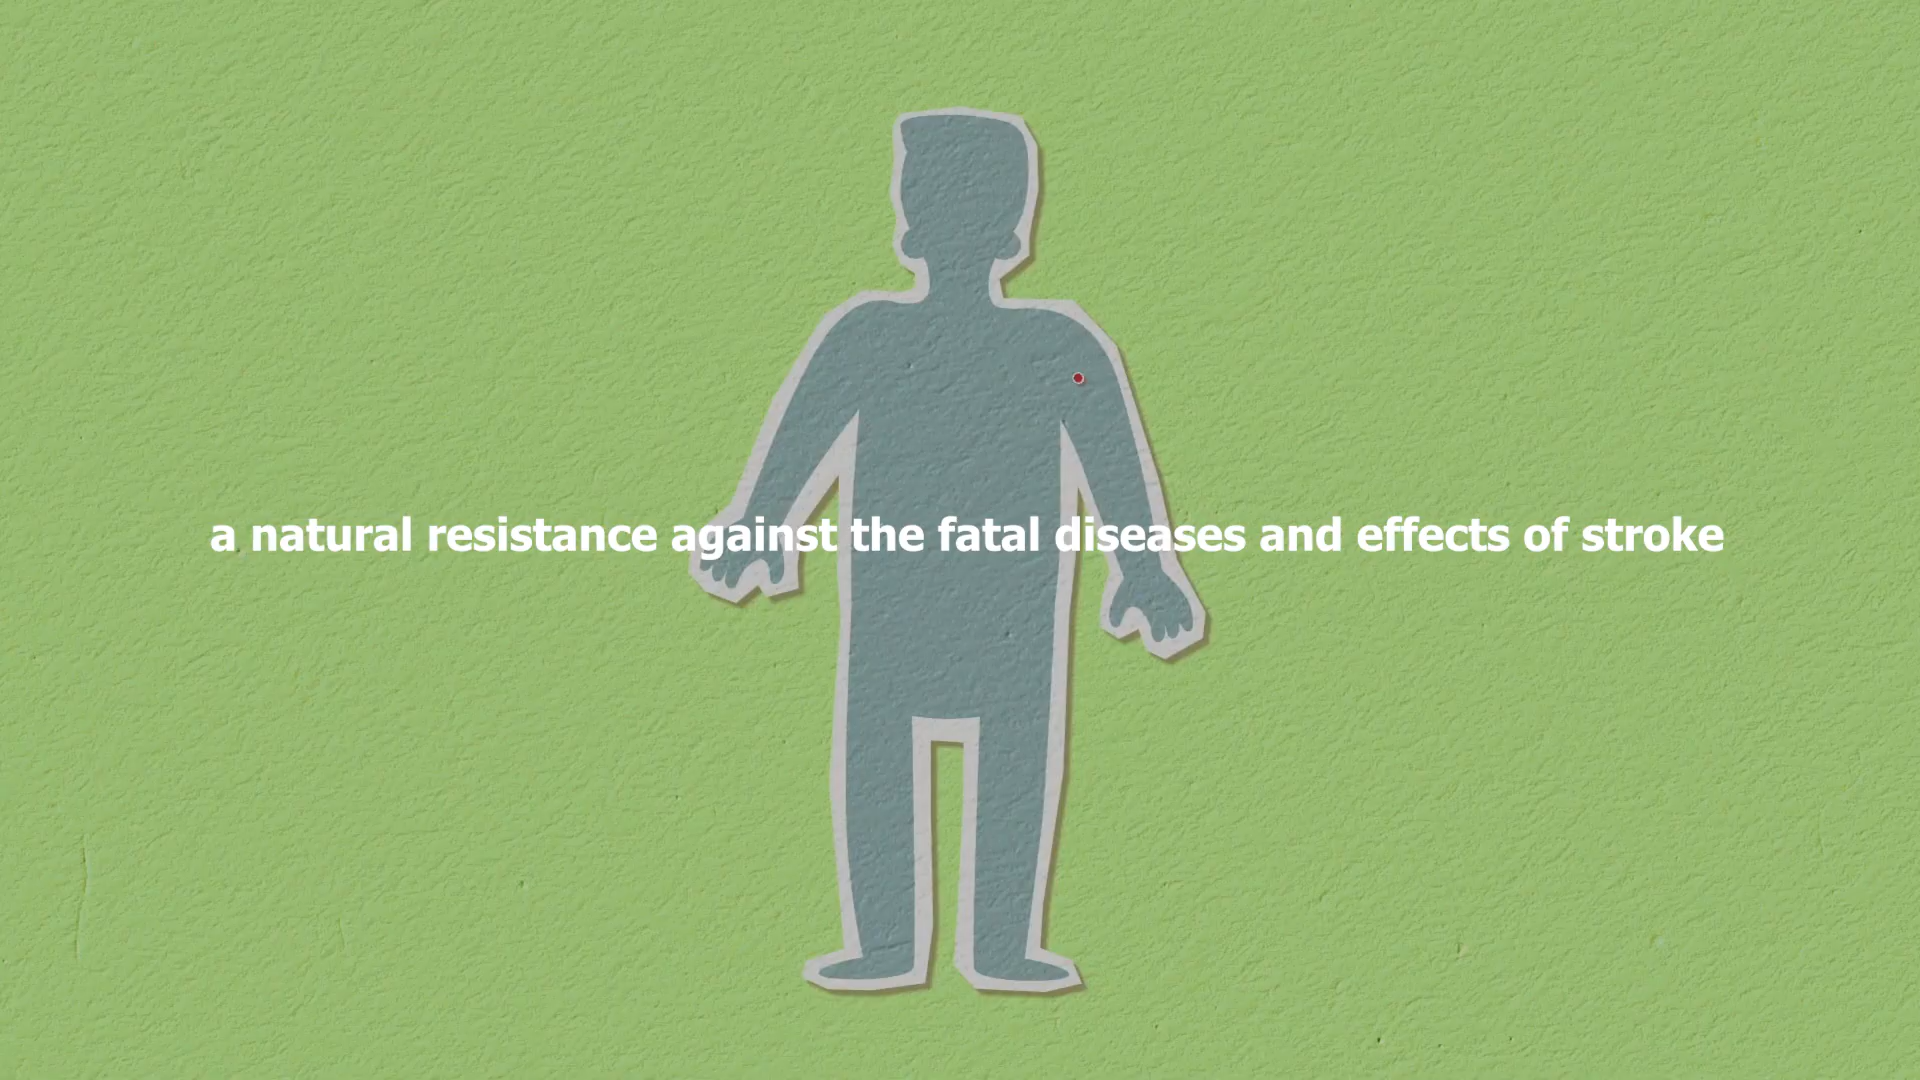 a natural resistance against the fatal diseases and effects of stroke